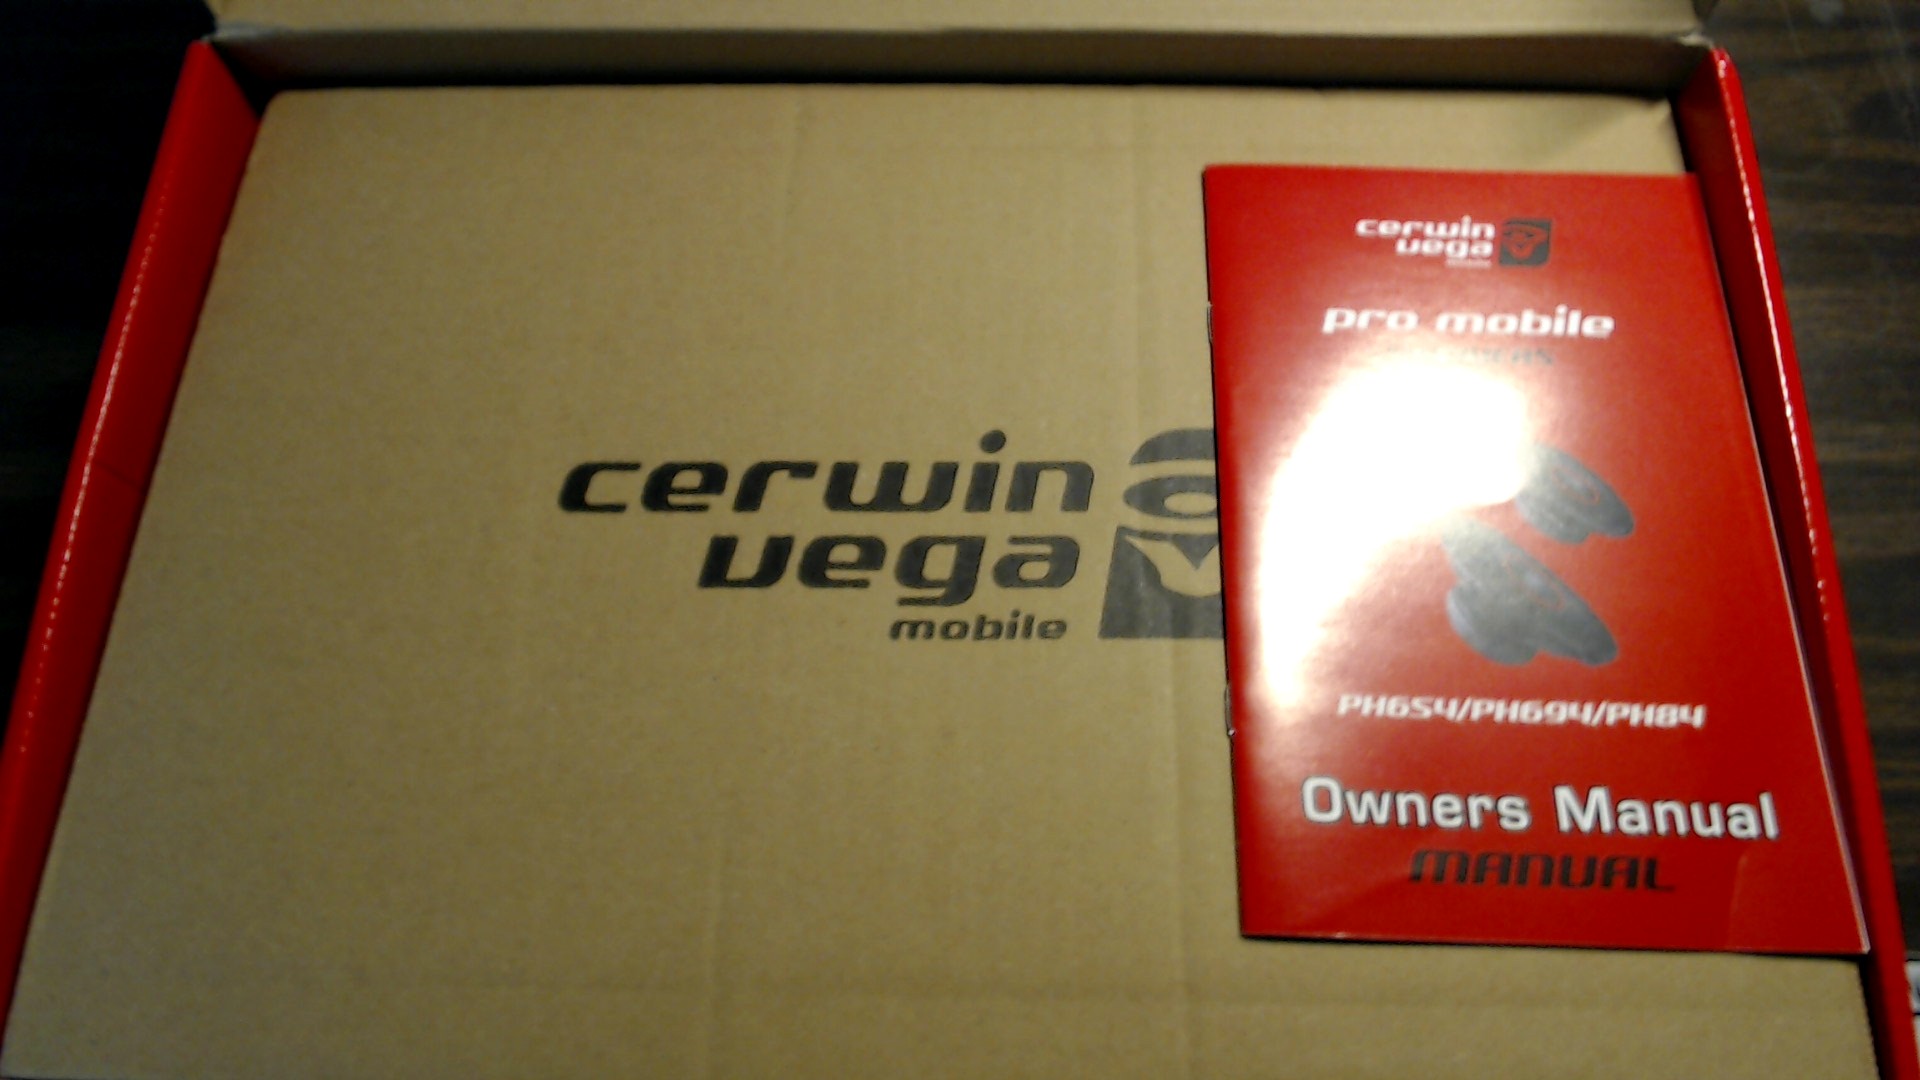 cerwin
vega
mobile
cerwin
vega
mobile
pro mobile
PH654/PH694/PH84
Owners Manual
MANUAL